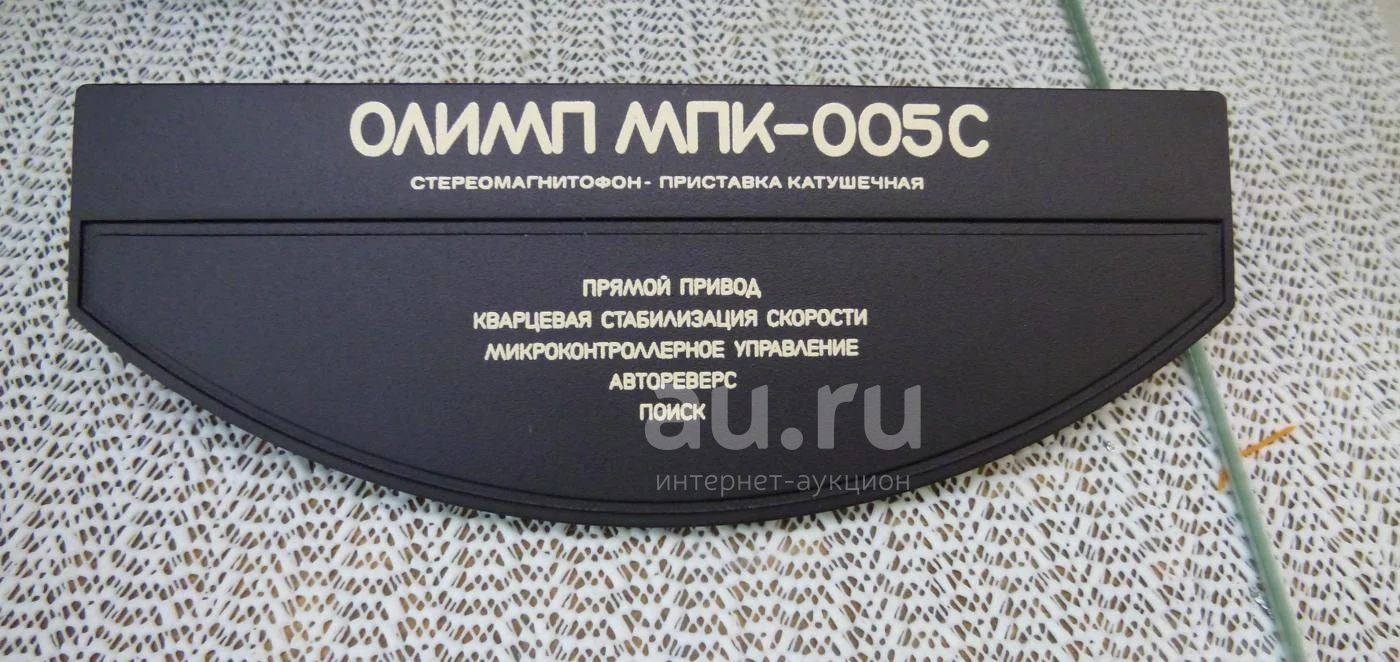 ОЛИМП МПК-005С
СТЕРЕОМАГНИТОФОН- ПРИСТАВКА КАТУШЕЧНАЯ
ПРЯМОЙ ПРИВОД
КВАРЦЕВАЯ СТАБИЛИЗАЦИЯ СКОРОСТИ
МИКРОКОНТРОЛЛЕРНОЕ УПРАВЛЕНИЕ
АВТОРЕВЕРС
ПОИСК
au.ru
интернет-аукцион